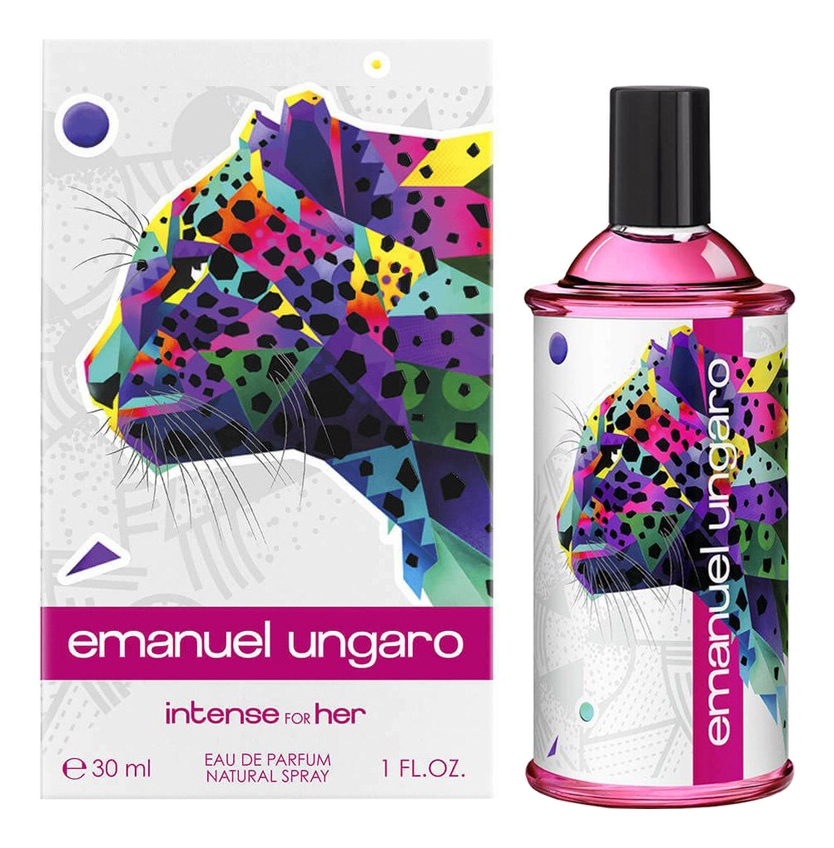 emanuel ungaro
intense FOR her
℮ 30 ml
EAU DE PARFUM
NATURAL SPRAY
1 FL.OZ.
emanuel ungaro